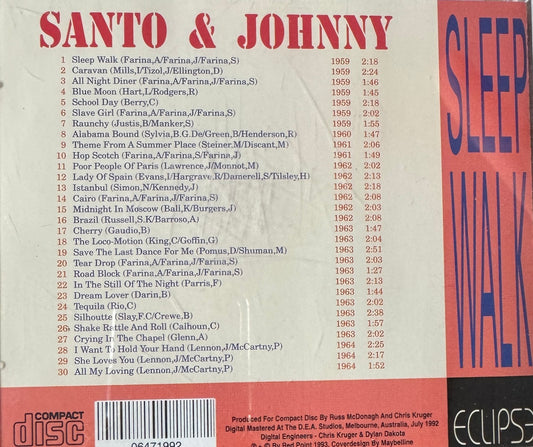 SANTO & JOHNNY
1 Sleep Walk (Farina,A/Farina,J/Farina,S) 1959 2:18
2 Caravan (Mills,I/Tizol,J/Ellington,D) 1959 2:24
3 All Night Diner (Farina,A/Farina,J/Farina,S) 1959 1:46
4 Blue Moon (Hart,L/Rodgers,R) 1959 1:45
5 School Day (Berry,C) 1959 2:18
6 Slave Girl (Farina,A/Farina,J/Farina,S) 1959 2:02
7 Raunchy (Justis,B/Manker,S) 1959 1:55
8 Alabama Bound (Sylvia,B.G.De/Green,B/Henderson,R) 1960 1:47
9 Theme From A Summer Place (Steiner,M/Discant,M) 1961 2:06
10 Hop Scotch (Farina,A/Farina,S/Farina,J) 1961 1:49
11 Poor People Of Paris (Lawrence,J/Monnot,M) 1962 2:02
12 Lady Of Spain (Evans,I/Hargrave,R/Damerell,S/Tilsley,H) 1962 2:13
13 Istanbul (Simon,N/Kennedy,J) 1962 2:18
14 Cairo (Farina,A/Farina,J/Farina,S) 1962 2:08
15 Midnight In Moscow (Ball,K/Burgers,J) 1962 2:03
16 Brazil (Russell,S.K/Barroso,A) 1962 2:08
17 Cherry (Gaudio,B) 1963 1:47
18 The Loco-Motion (King,C/Goffin,G) 1963 2:04
19 Save The Last Dance For Me (Pomus,D/Shuman,M) 1963 2:51
20 Tear Drop (Farina,A/Farina,J/Farina,S) 1963 2:13
21 Road Block (Farina,A/Farina,J/Farina,S) 1963 1:27
22 In The Still Of The Night (Parris,F) 1963 2:13
23 Dream Lover (Darin,B) 1963 2:02
24 Tequila (Rio,C) 1963 2:08
25 Silhoutte (Slay,F.C/Crewe,B) 1963 2:38
26 Shake Rattle And Roll (Calhoun,C) 1963 1:57
27 Crying In The Chapel (Glenn,A) 1963 2:02
28 I Want To Hold Your Hand (Lennon,J/McCartny,P) 1964 2:25
29 She Loves You (Lennon,J/McCartny,P) 1964 2:17
30 All My Loving (Lennon,J/McCartny,P) 1964 1:52
SLEEP WALK
COMPACT
disc
DIGITAL AUDIO
06471992
Produced For Compact Disc By Russ McDonagh And Chris Kruger
Digital Mastered At The D.E.A. Studios, Melbourne, Australia, July 1992
Digital Engineers - Chris Kruger & Dylan Dakota
℗ + © By Red Point 1993, Coverdesign By Maybelline
ECLIPSE